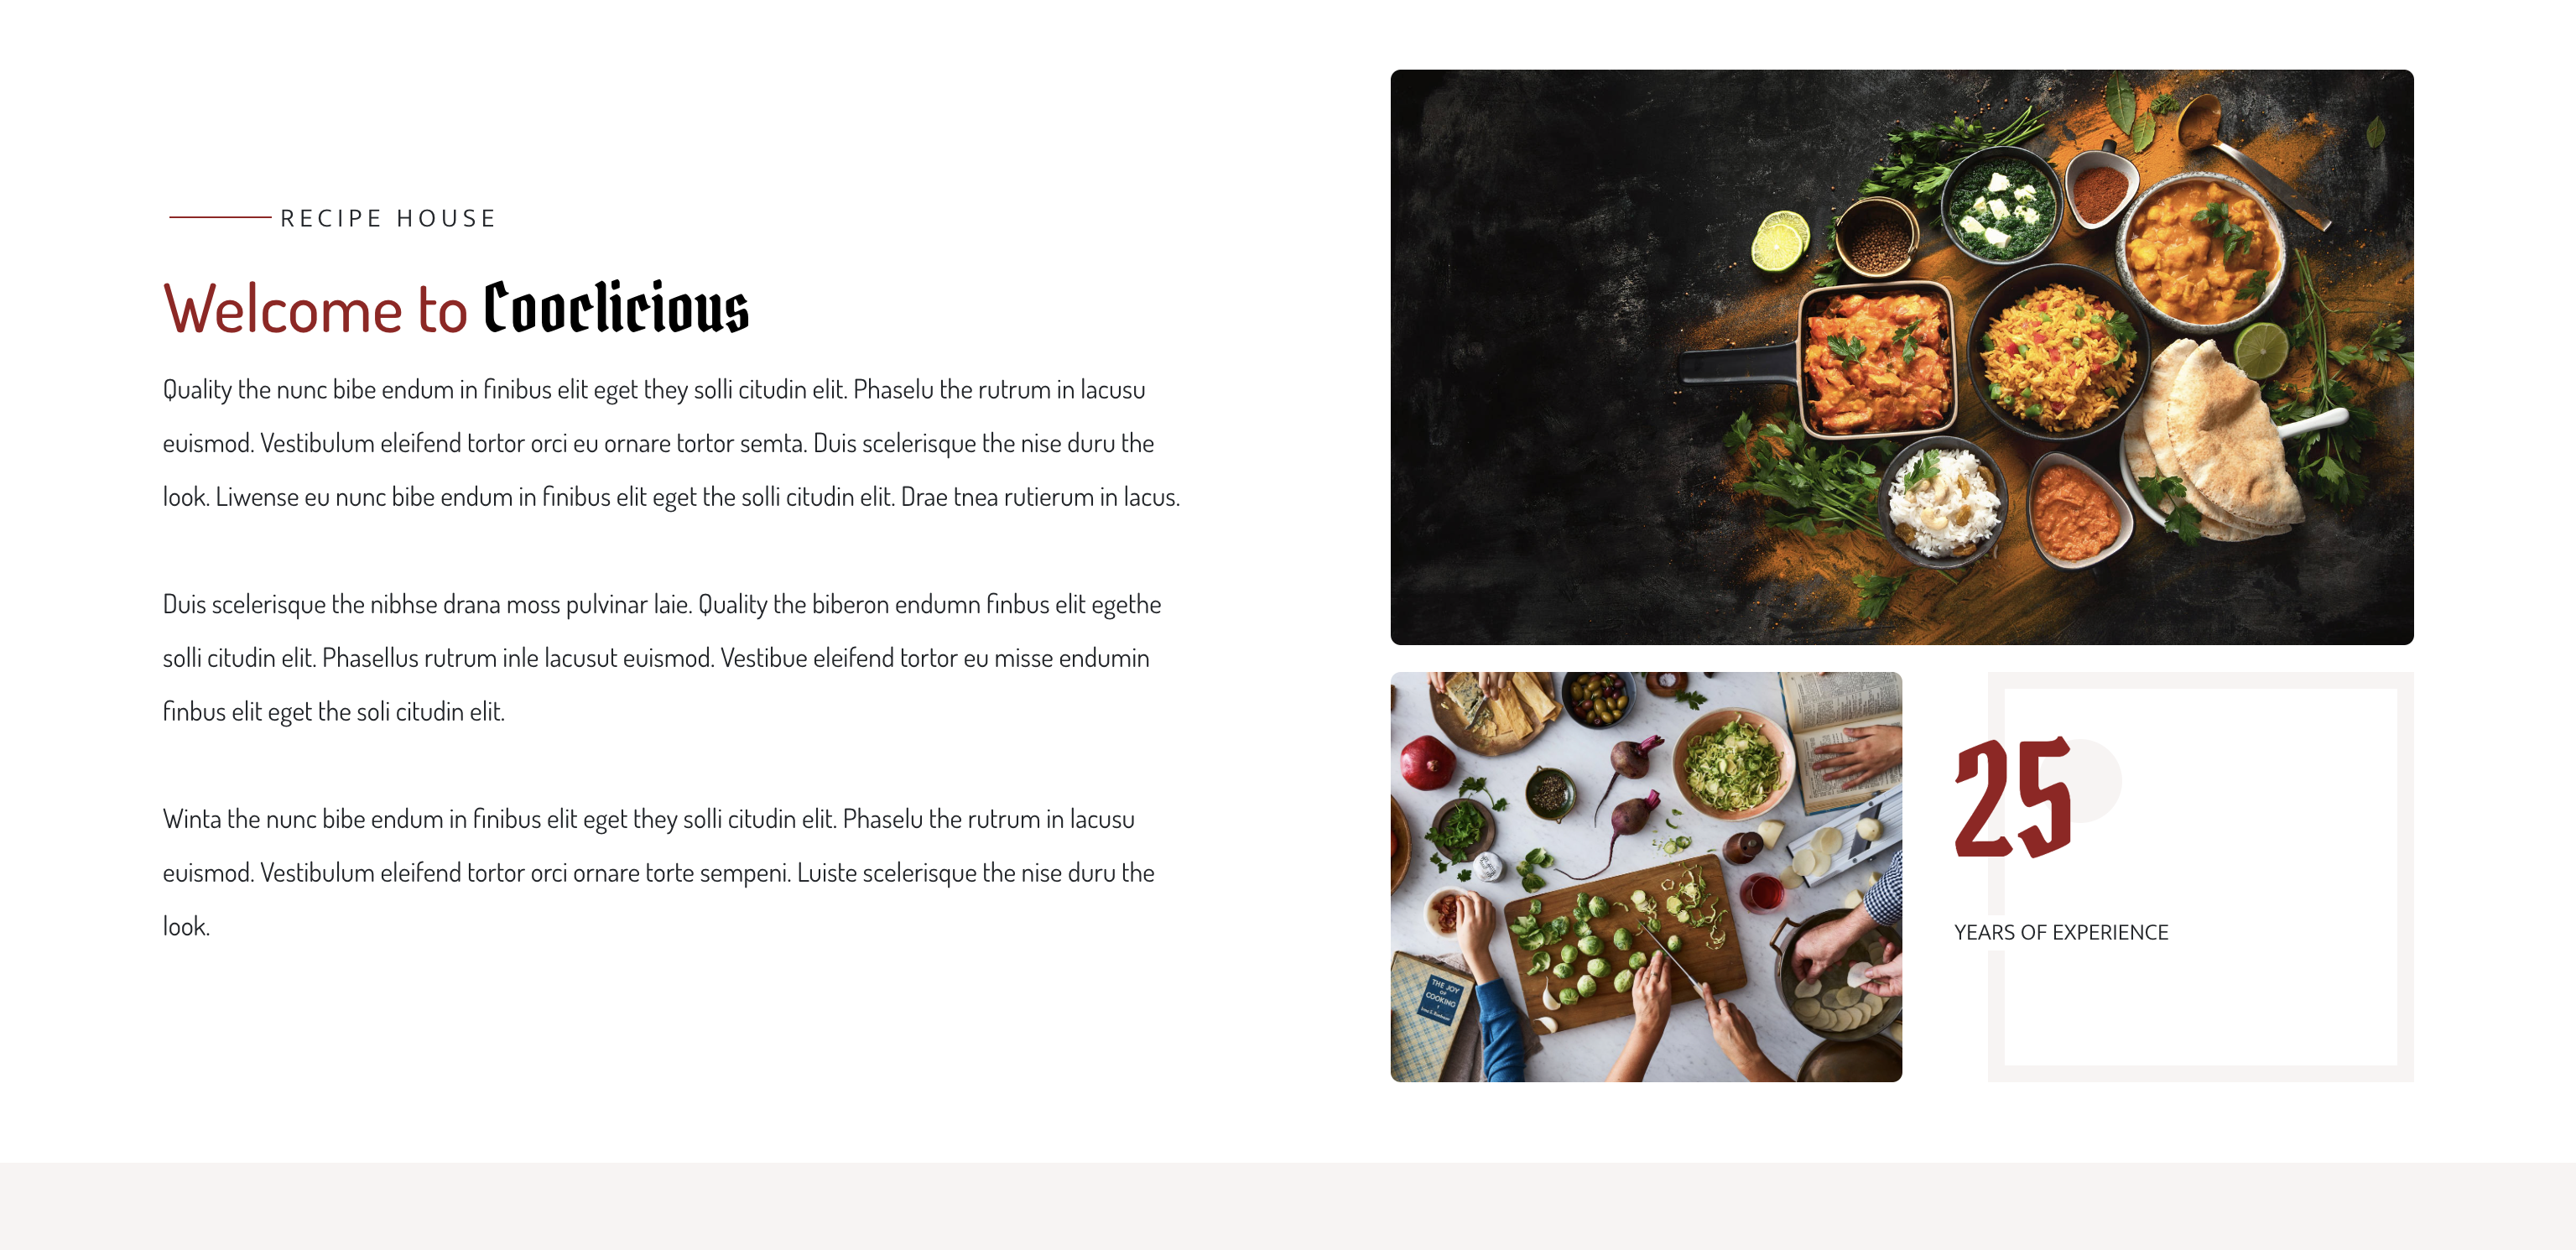 RECIPE HOUSE
Welcome to Cooclicious
Quality the nunc bibe endum in finibus elit eget they solli citudin elit. Phaselu the rutrum in lacusu
euismod. Vestibulum eleifend tortor orci eu ornare tortor semta. Duis scelerisque the nise duru the
look. Liwense eu nunc bibe endum in finibus elit eget the solli citudin elit. Drae tnea rutierum in lacus.
Duis scelerisque the nibhse drana moss pulvinar laie. Quality the biberon endumn finbus elit egethe
solli citudin elit. Phasellus rutrum inle lacusut euismod. Vestibue eleifend tortor eu misse endumin
finbus elit eget the soli citudin elit.
Winta the nunc bibe endum in finibus elit eget they solli citudin elit. Phaselu the rutrum in lacusu
euismod. Vestibulum eleifend tortor orci ornare torte sempeni. Luiste scelerisque the nise duru the
look.
THE JOY
OF
COOKING
25
YEARS OF EXPERIENCE